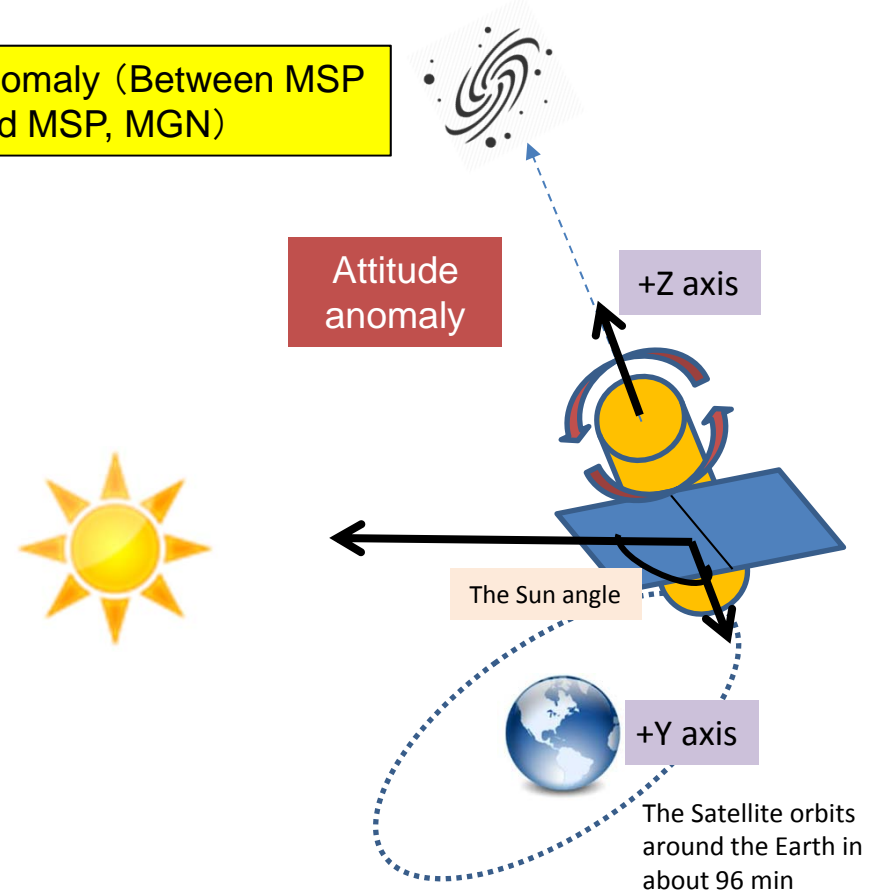 omaly（Between MSP
d MSP, MGN）
Attitude
anomaly
+Z axis
The Sun angle
+Y axis
The Satellite orbits
around the Earth in
about 96 min